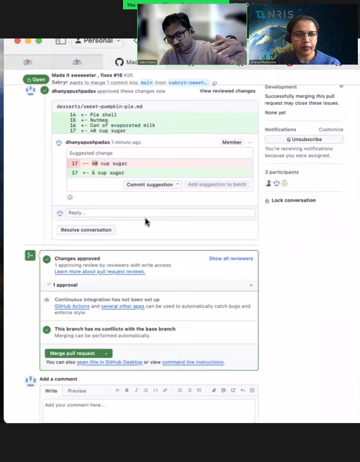 Personal
Open
Made it sweeeter , fixes #16 #26
Sabryr wants to merge 1 commit into main from sabryr-sweet…
dhanyapushpadas approved these changes now
View reviewed changes
desserts/sweet-pumpkin-pie.md
14 +- Pie shell
15 +- Nutmeg
16 +- Can of evaporated milk
17 +- 40 cup sugar
dhanyapushpadas 1 minute ago
Member
Suggested change
17 -- 40 cup sugar
17 +- 4 cup sugar
Commit suggestion
Add suggestion to batch
Reply...
Resolve conversation
Changes approved
Show all reviewers
1 approving review by reviewers with write access.
Learn more about pull request reviews.
1 approval
Continuous integration has not been set up
GitHub Actions and several other apps can be used to automatically catch bugs and
enforce style.
This branch has no conflicts with the base branch
Merging can be performed automatically.
Merge pull request
You can also open this in GitHub Desktop or view command line instructions.
Add a comment
Write
Preview
Add your comment here...
Development
Successfully merging this pull
request may close these issues.
None yet
Notifications
Customize
Unsubscribe
You're receiving notifications
because you were assigned.
3 participants
Lock conversation
NRIS